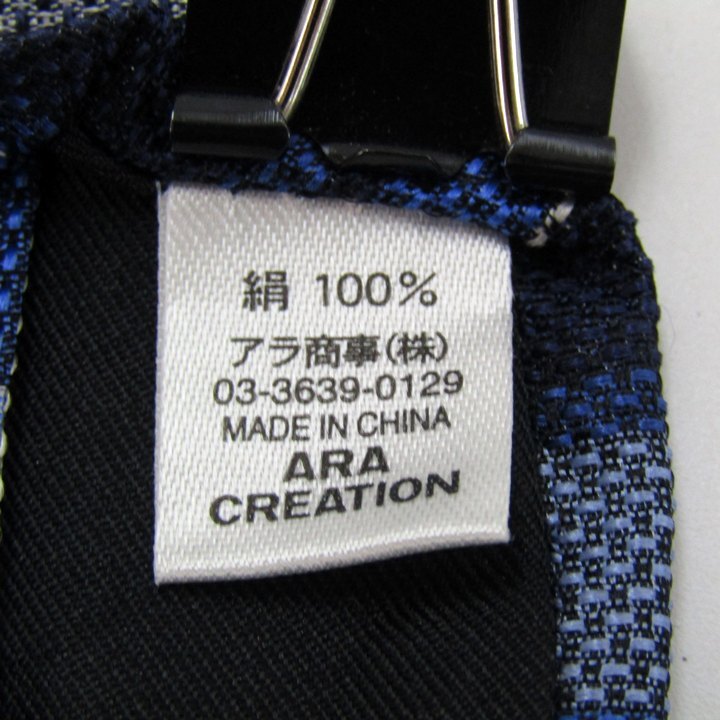 絹 100%
アラ商事(株)
03-3639-0129
MADE IN CHINA
ARA
CREATION